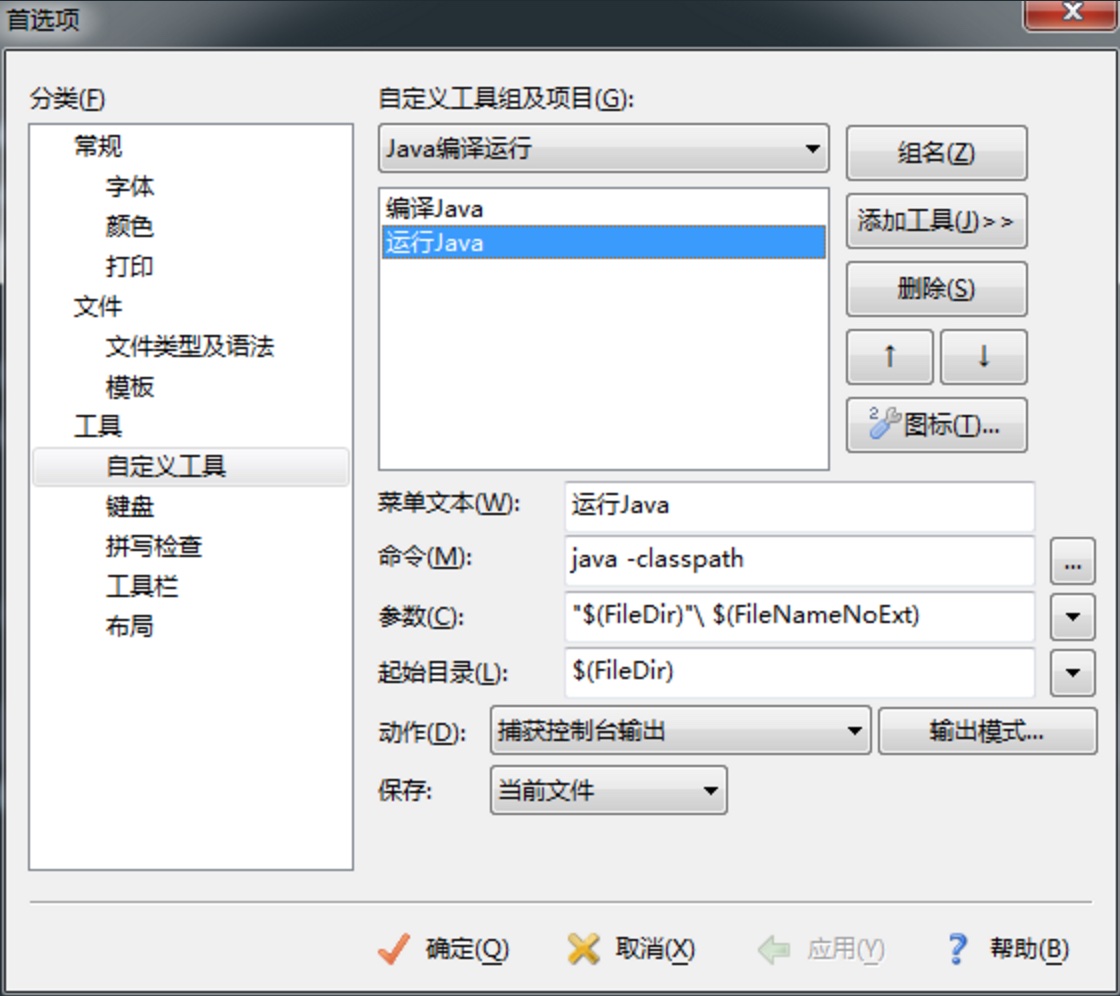 首选项
分类(F)
常规
字体
颜色
打印
文件
文件类型及语法
模板
工具
自定义工具
键盘
拼写检查
工具栏
布局
自定义工具组及项目(G):
Java编译运行
组名(Z)
编译Java
运行Java
添加工具(J)>>
删除(S)
↑
↓
2
图标(T)...
菜单文本(W):
运行Java
命令(M):
java -classpath
...
参数(C):
"$(FileDir)"\ $(FileNameNoExt)
起始目录(L):
$(FileDir)
动作(D):
捕获控制台输出
输出模式...
保存:
当前文件
确定(Q)
取消(X)
应用(Y)
帮助(B)